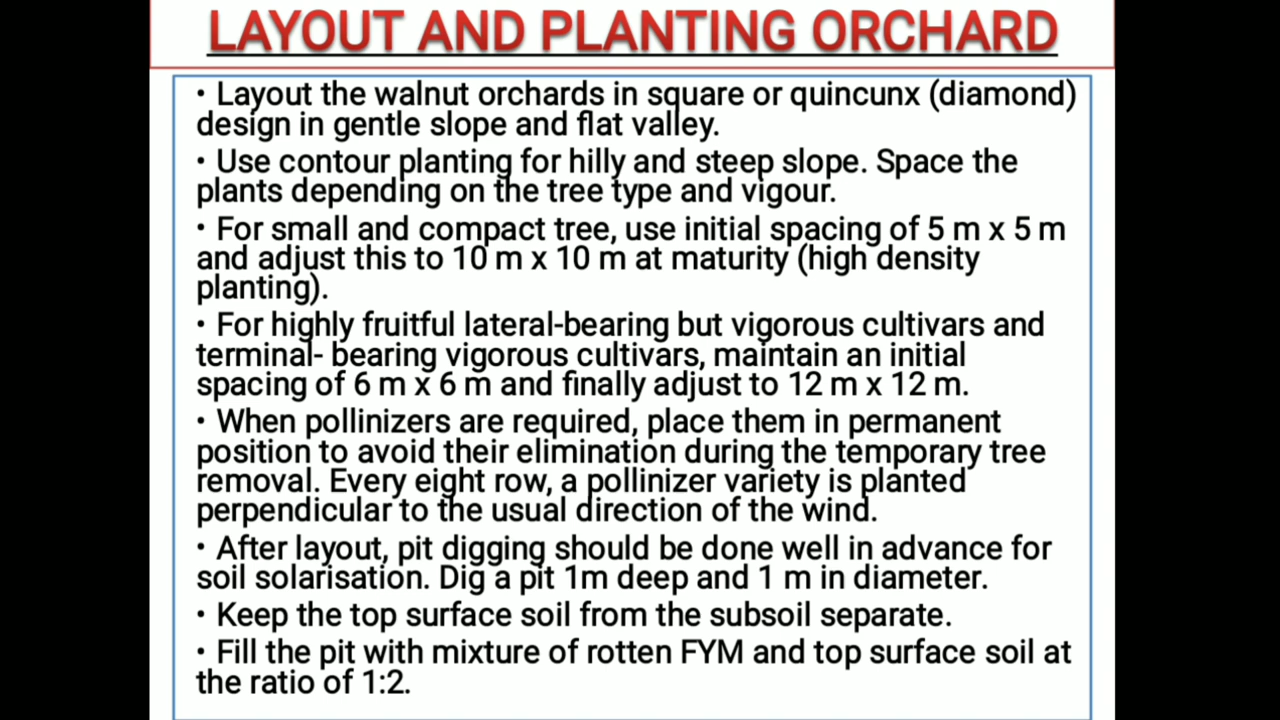 LAYOUT AND PLANTING ORCHARD
• Layout the walnut orchards in square or quincunx (diamond)
design in gentle slope and flat valley.
• Use contour planting for hilly and steep slope. Space the
plants depending on the tree type and vigour.
• For small and compact tree, use initial spacing of 5 m x 5 m
and adjust this to 10 m x 10 m at maturity (high density
planting).
• For highly fruitful lateral-bearing but vigorous cultivars and
terminal- bearing vigorous cultivars, maintain an initial
spacing of 6 m x 6 m and finally adjust to 12 m x 12 m.
• When pollinizers are required, place them in permanent
position to avoid their elimination during the temporary tree
removal. Every eight row, a pollinizer variety is planted
perpendicular to the usual direction of the wind.
• After layout, pit digging should be done well in advance for
soil solarisation. Dig a pit 1m deep and 1 m in diameter.
• Keep the top surface soil from the subsoil separate.
• Fill the pit with mixture of rotten FYM and top surface soil at
the ratio of 1:2.